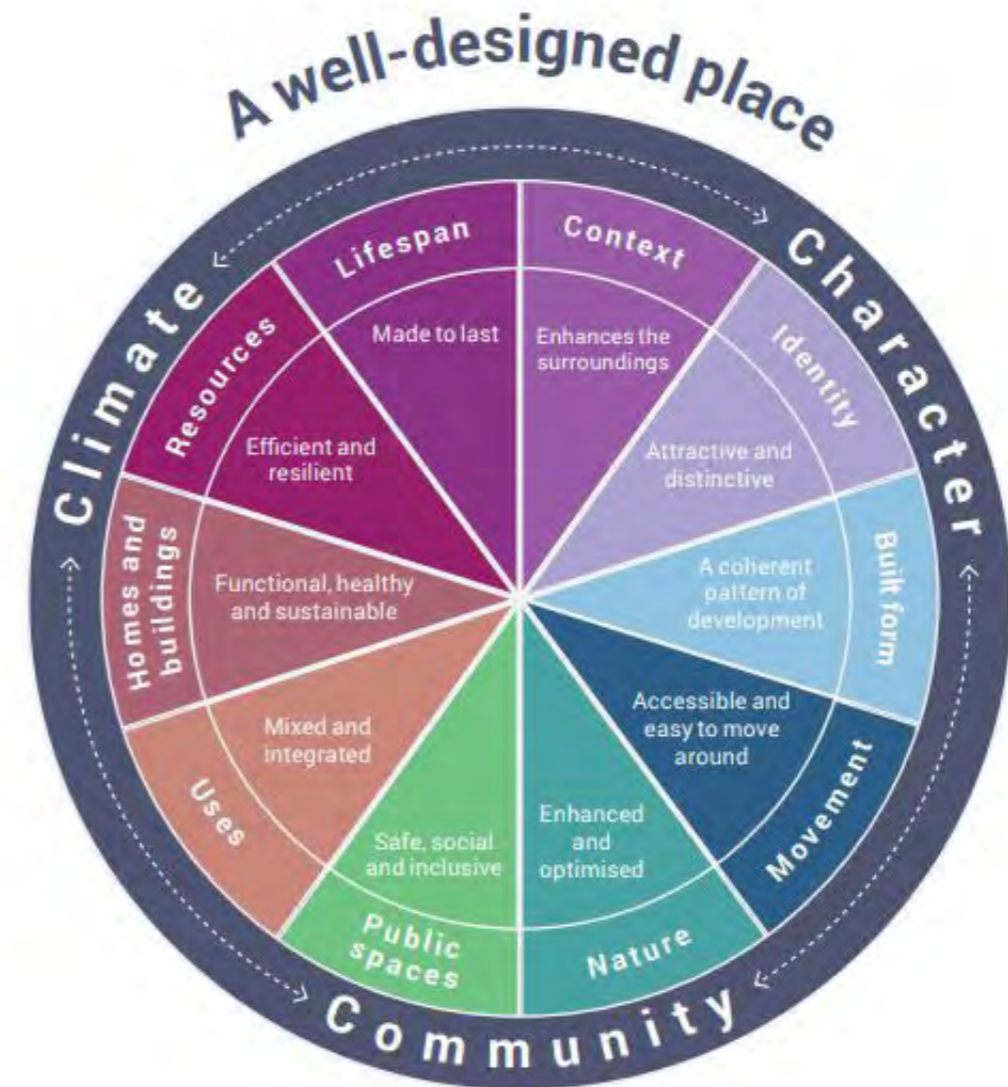 A well-designed place
Climate
Character
Community
Context
Enhances the
surroundings
Identity
Attractive and
distinctive
Built form
A coherent
pattern of
development
Movement
Accessible and
easy to move
around
Nature
Enhanced
and
optimised
Public
spaces
Safe, social
and inclusive
Uses
Mixed and
integrated
Homes and
buildings
Functional, healthy
and sustainable
Resources
Efficient and
resilient
Lifespan
Made to last